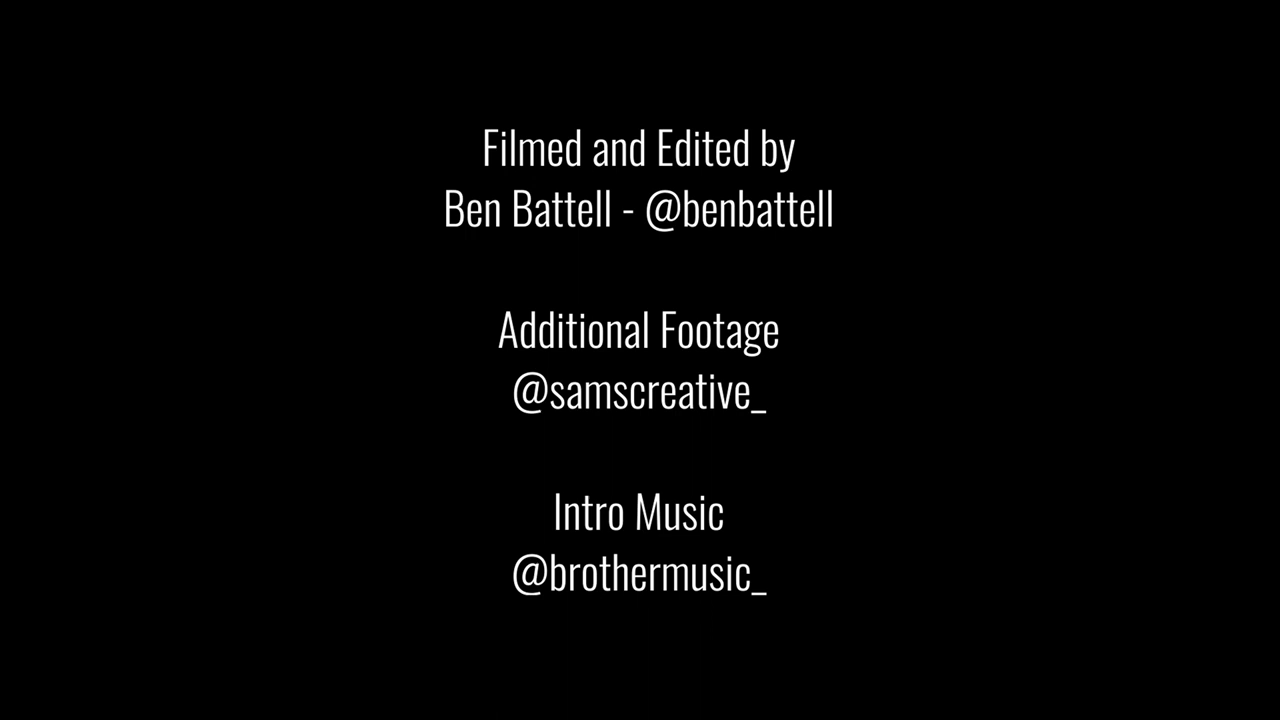 Filmed and Edited by
Ben Battell - @benbattell
Additional Footage
@samscreative_
Intro Music
@brothermusic_